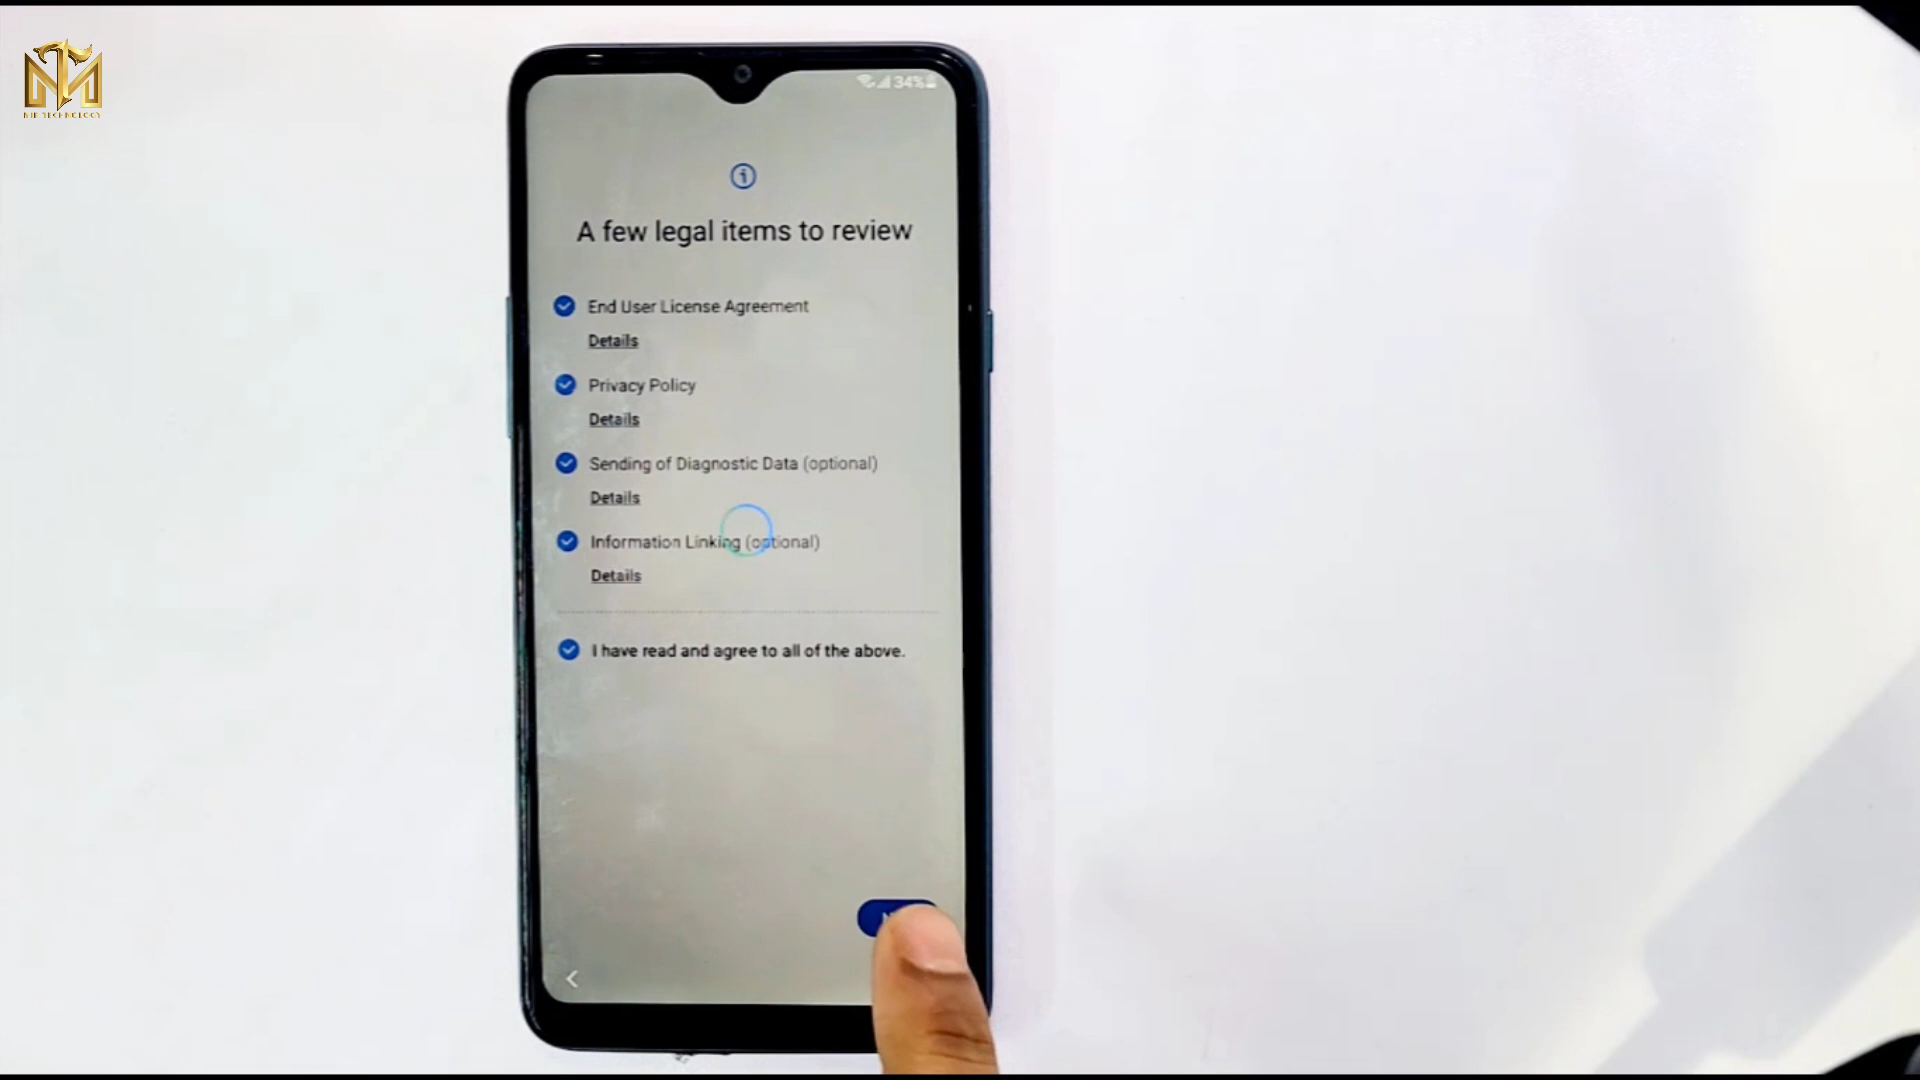 34%
A few legal items to review
End User License Agreement
Details
Privacy Policy
Details
Sending of Diagnostic Data (optional)
Details
Information Linking (optional)
Details
I have read and agree to all of the above.